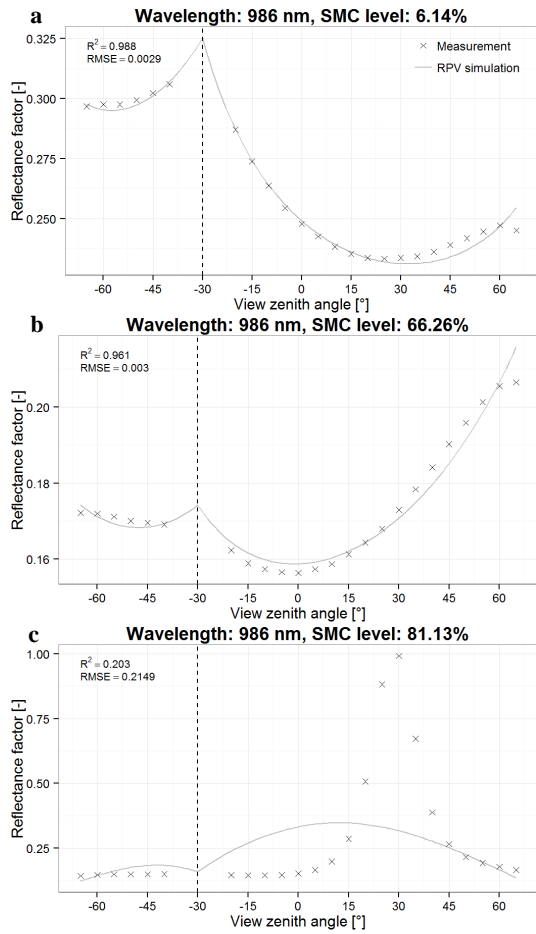 a
Wavelength: 986 nm, SMC level: 6.14%
R² = 0.988
RMSE = 0.0029
Measurement
RPV simulation
Reflectance factor [-]
0.325
0.300
0.275
0.250
-60 -45 -30 -15 0 15 30 45 60
View zenith angle [°]
b
Wavelength: 986 nm, SMC level: 66.26%
R² = 0.961
RMSE = 0.003
Reflectance factor [-]
0.20
0.18
0.16
-60 -45 -30 -15 0 15 30 45 60
View zenith angle [°]
c
Wavelength: 986 nm, SMC level: 81.13%
R² = 0.203
RMSE = 0.2149
Reflectance factor [-]
1.00
0.75
0.50
0.25
-60 -45 -30 -15 0 15 30 45 60
View zenith angle [°]